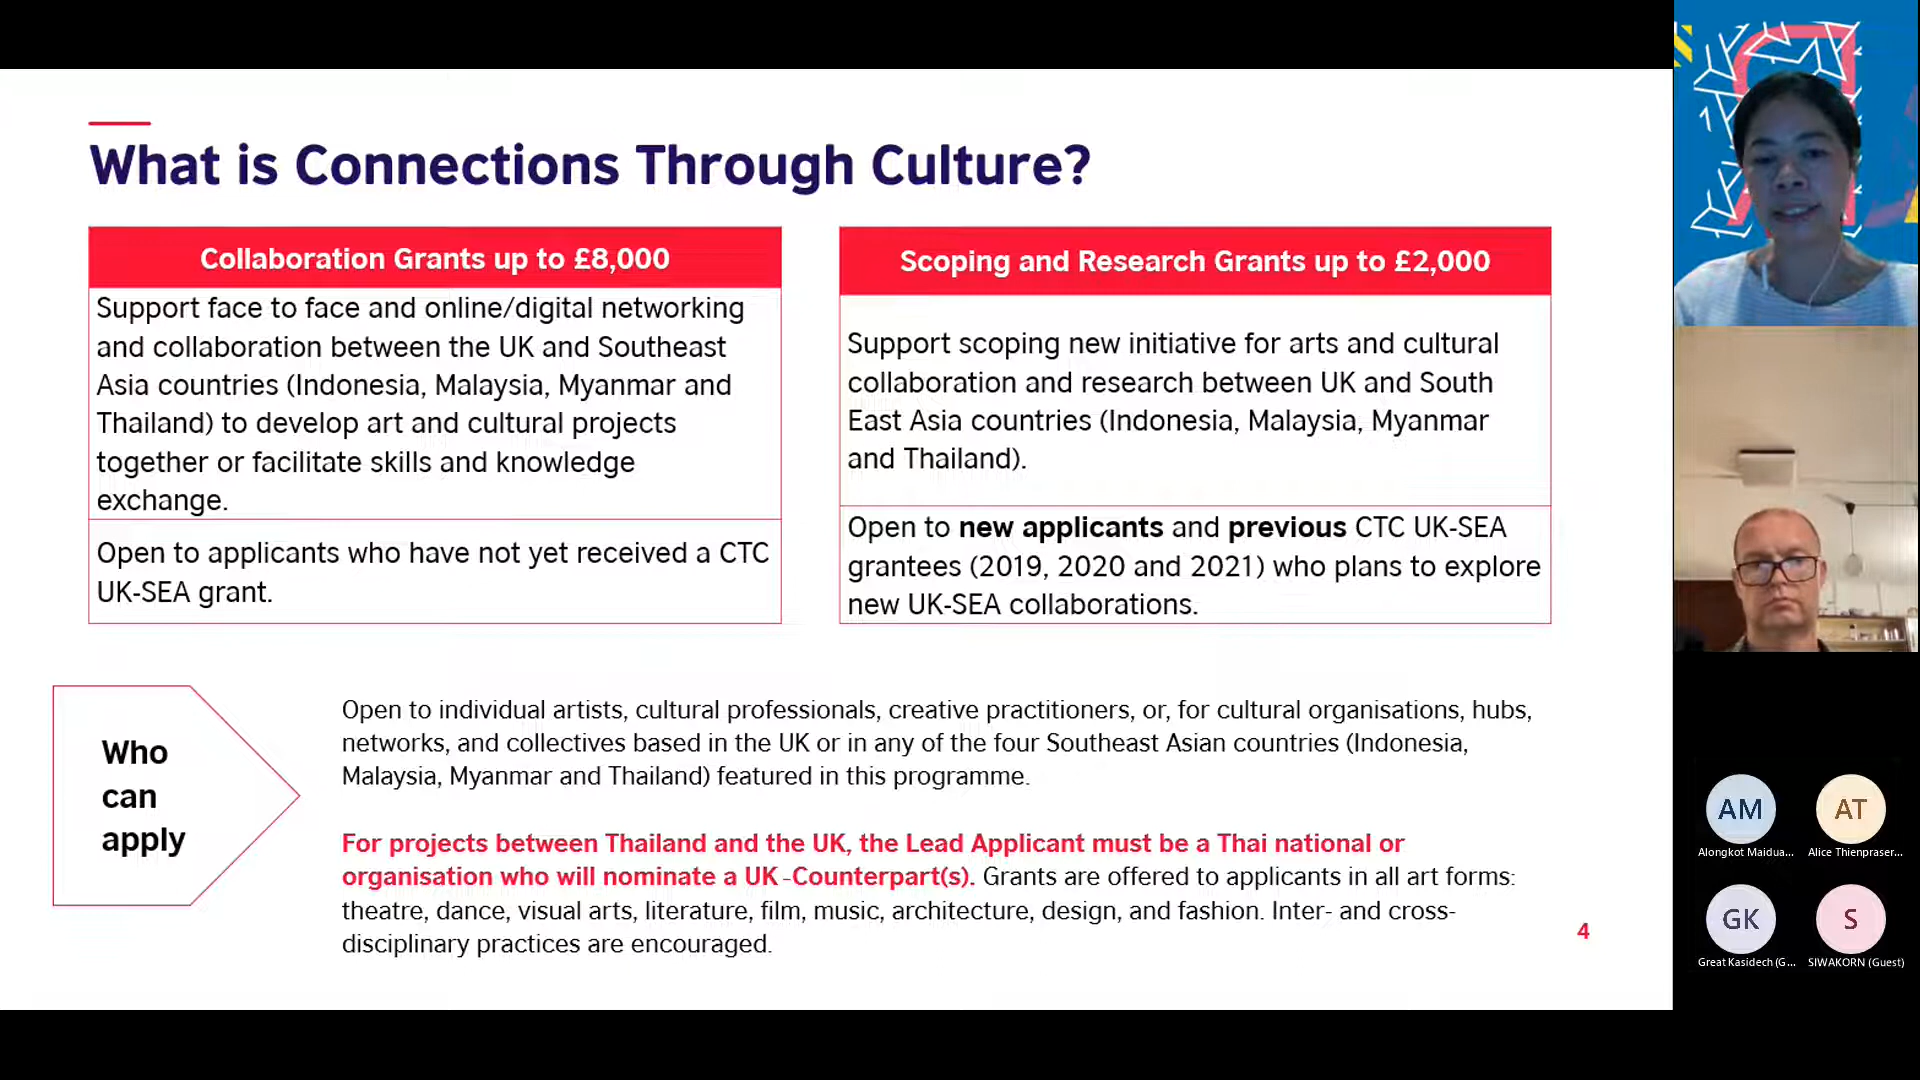 What is Connections Through Culture?
Collaboration Grants up to £8,000
Support face to face and online/digital networking
and collaboration between the UK and Southeast
Asia countries (Indonesia, Malaysia, Myanmar and
Thailand) to develop art and cultural projects
together or facilitate skills and knowledge
exchange.
Open to applicants who have not yet received a CTC
UK-SEA grant.
Scoping and Research Grants up to £2,000
Support scoping new initiative for arts and cultural
collaboration and research between UK and South
East Asia countries (Indonesia, Malaysia, Myanmar
and Thailand).
Open to new applicants and previous CTC UK-SEA
grantees (2019, 2020 and 2021) who plans to explore
new UK-SEA collaborations.
Who
can
apply
Open to individual artists, cultural professionals, creative practitioners, or, for cultural organisations, hubs,
networks, and collectives based in the UK or in any of the four Southeast Asian countries (Indonesia,
Malaysia, Myanmar and Thailand) featured in this programme.
For projects between Thailand and the UK, the Lead Applicant must be a Thai national or
organisation who will nominate a UK-Counterpart(s). Grants are offered to applicants in all art forms:
theatre, dance, visual arts, literature, film, music, architecture, design, and fashion. Inter- and cross-
disciplinary practices are encouraged.
4
AM
Alongkot Maidua...
AT
Alice Thienpraser...
GK
Great Kasidech (G...
S
SIWAKORN (Guest)